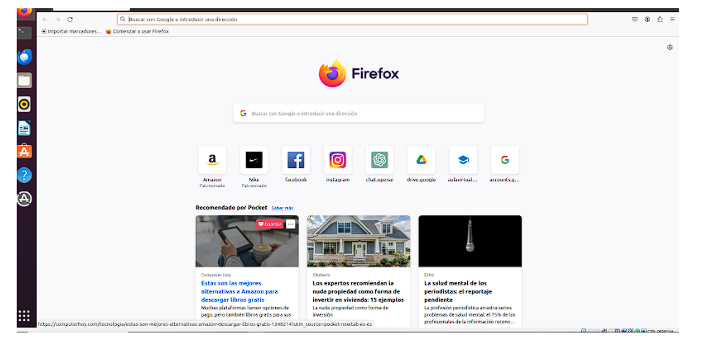 Buscar con Google o introducir una dirección
Importar marcadores... Comenzar a usar Firefox
Firefox
Buscar con Google o introducir una dirección
Amazon
Patrocinado
Nike
Patrocinado
facebook
instagram
chat.openai
drive.google
aulavirtual...
accounts.g...
Recomendado por Pocket Saber más
Guardar
Computer Hoy
Estas son las mejores
alternativas a Amazon para
descargar libros gratis
Muchas plataformas tienen opciones de
pago, pero también libros gratis para sus
Los expertos recomiendan la
nuda propiedad como forma de
invertir en vivienda: 15 ejemplos
La nuda propiedad como forma de
inversión
Ethic
La salud mental de los
periodistas: el reportaje
pendiente
La profesión periodística arrastra serios
problemas de salud mental: el 75% de los
profesionales de la información recono...
https://computerhoy.com/tecnologia/estas-son-mejores-alternativas-amazon-descargar-libros-gratis-1348214?utm_source=pocket-newtab-es-es